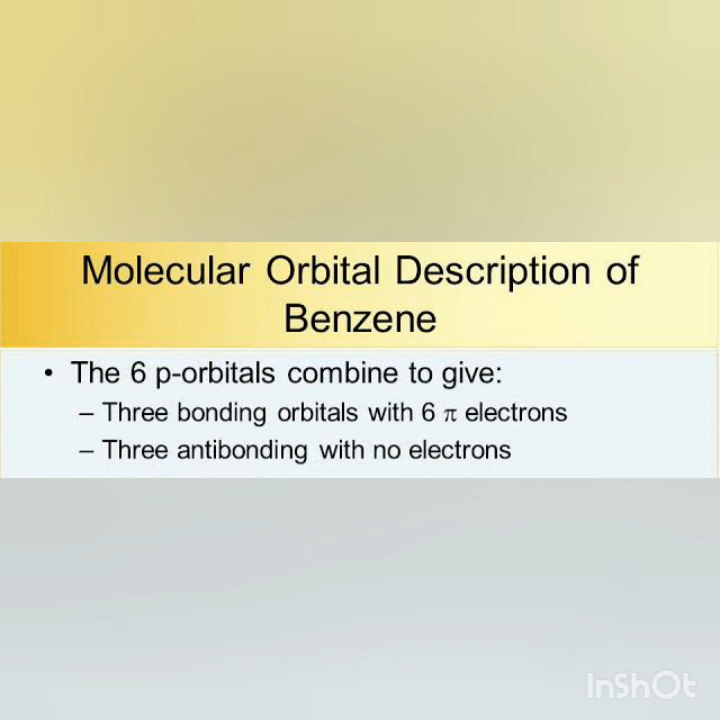 Molecular Orbital Description of
Benzene
• The 6 p-orbitals combine to give:
– Three bonding orbitals with 6 π electrons
– Three antibonding with no electrons
InShOt